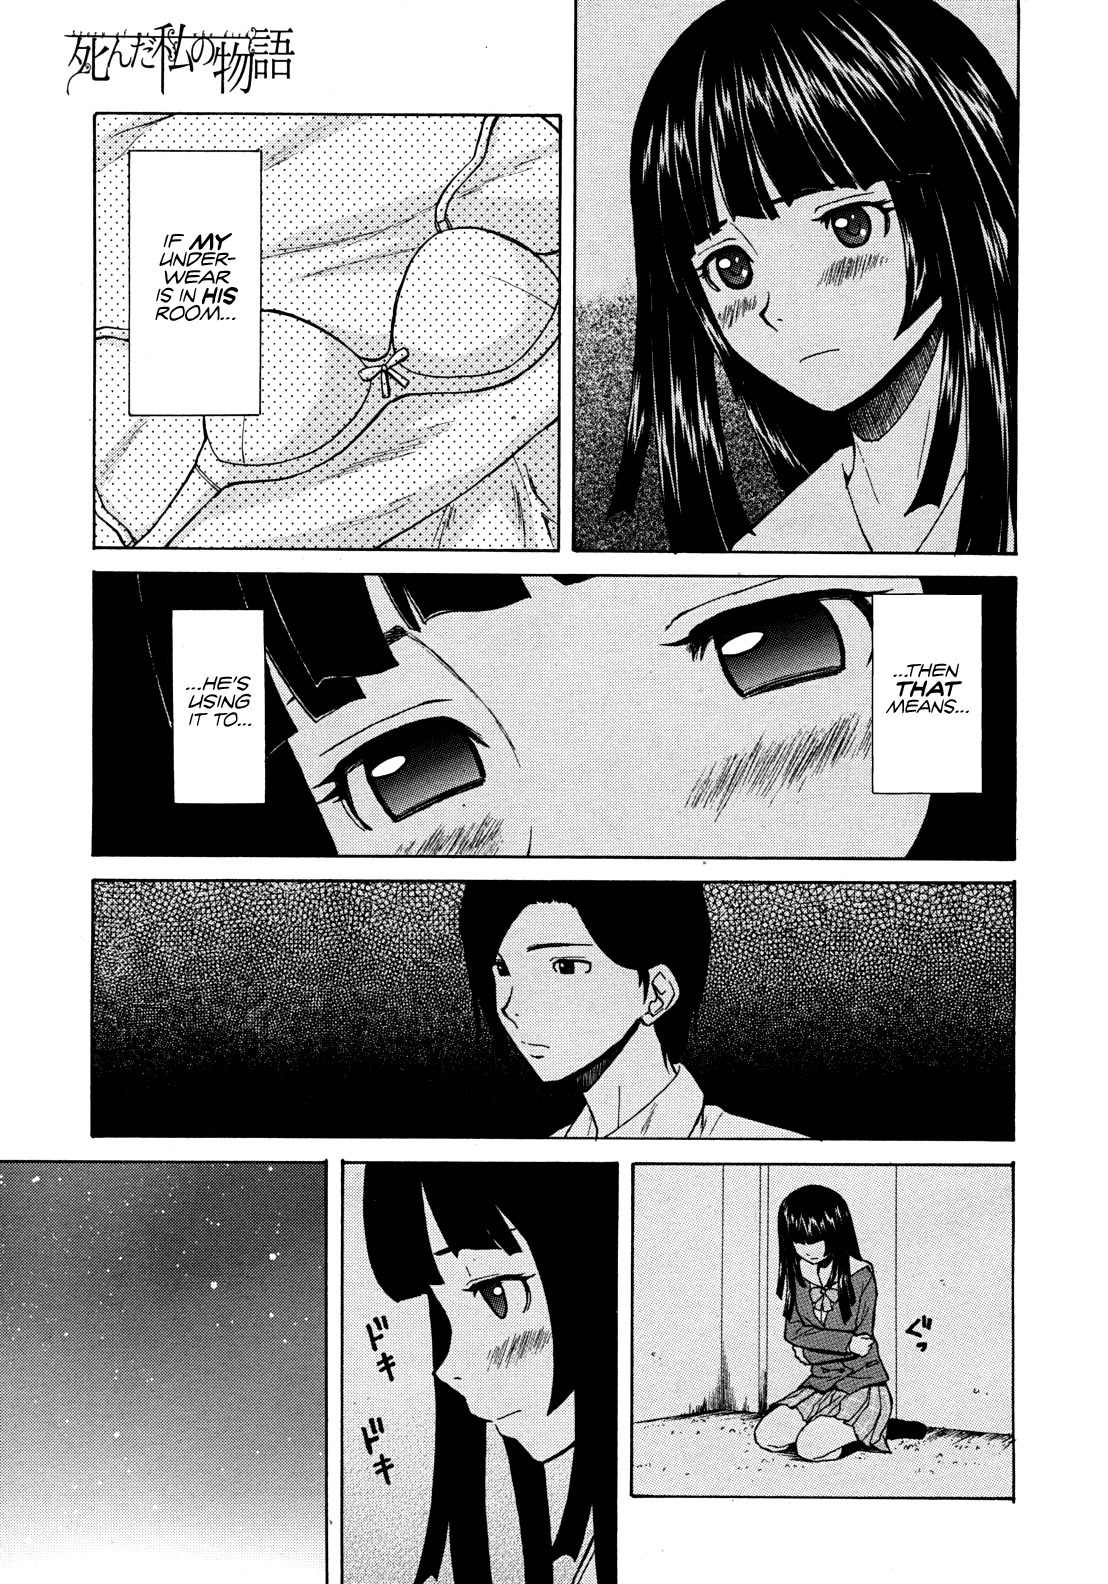 死んだ私の物語
IF MY
UNDER-
WEAR
IS IN HIS
ROOM...
...THEN
THAT
MEANS...
...HE'S
USING
IT TO...
ぐっ
ドキ
ドキ